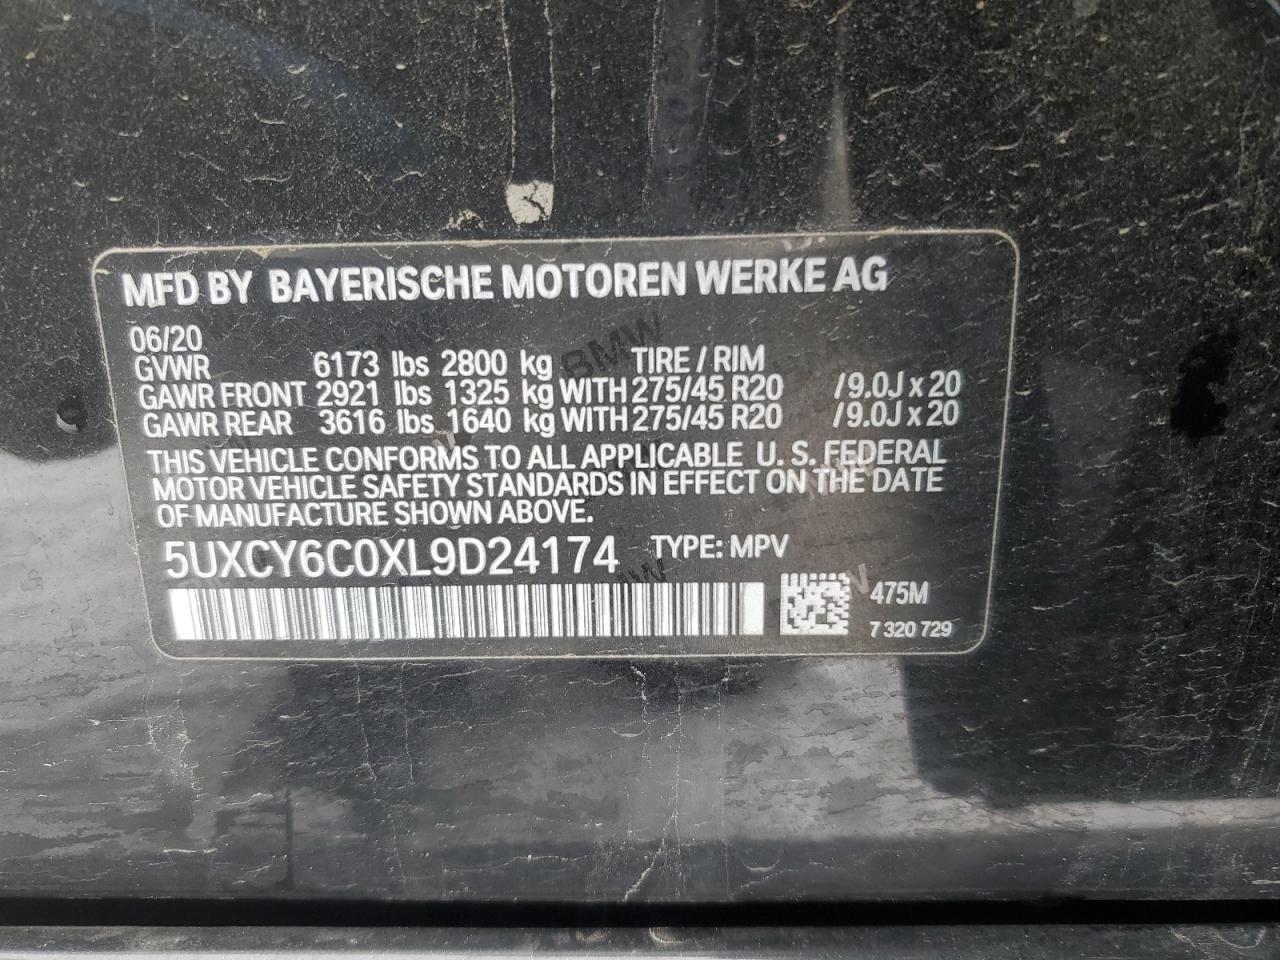 MFD BY BAYERISCHE MOTOREN WERKE AG
06/20
GVWR 6173 lbs 2800 kg TIRE / RIM
GAWR FRONT 2921 lbs 1325 kg WITH 275/45 R20 /9.0J x 20
GAWR REAR 3616 lbs 1640 kg WITH 275/45 R20 /9.0J x 20
THIS VEHICLE CONFORMS TO ALL APPLICABLE U.S. FEDERAL
MOTOR VEHICLE SAFETY STANDARDS IN EFFECT ON THE DATE
OF MANUFACTURE SHOWN ABOVE.
5UXCY6C0XL9D24174 TYPE: MPV
475M
7 320 729